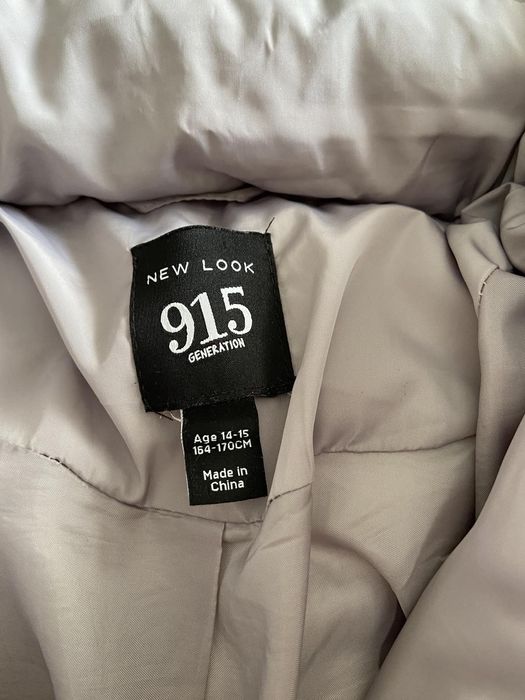 NEW LOOK
915
GENERATION
Age 14-15
164-170CM
Made in
China